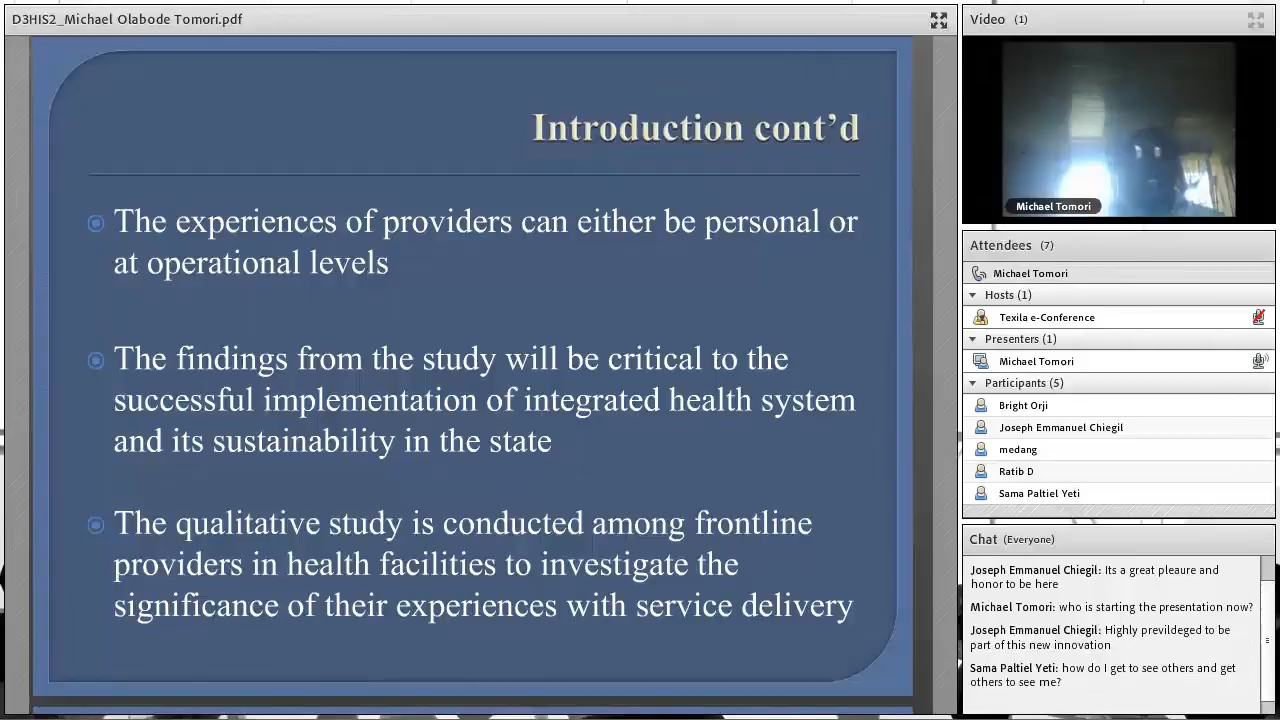 D3HIS2_Michael Olabode Tomori.pdf
Introduction cont’d
The experiences of providers can either be personal or
at operational levels
The findings from the study will be critical to the
successful implementation of integrated health system
and its sustainability in the state
The qualitative study is conducted among frontline
providers in health facilities to investigate the
significance of their experiences with service delivery
Video (1)
Michael Tomori
Attendees (7)
Michael Tomori
Hosts (1)
Texila e-Conference
Presenters (1)
Michael Tomori
Participants (5)
Bright Orji
Joseph Emmanuel Chiegil
medang
Ratib D
Sama Paltiel Yeti
Chat (Everyone)
Joseph Emmanuel Chiegil: Its a great pleaure and
honor to be here
Michael Tomori: who is starting the presentation now?
Joseph Emmanuel Chiegil: Highly previldeged to be
part of this new innovation
Sama Paltiel Yeti: how do I get to see others and get
others to see me?